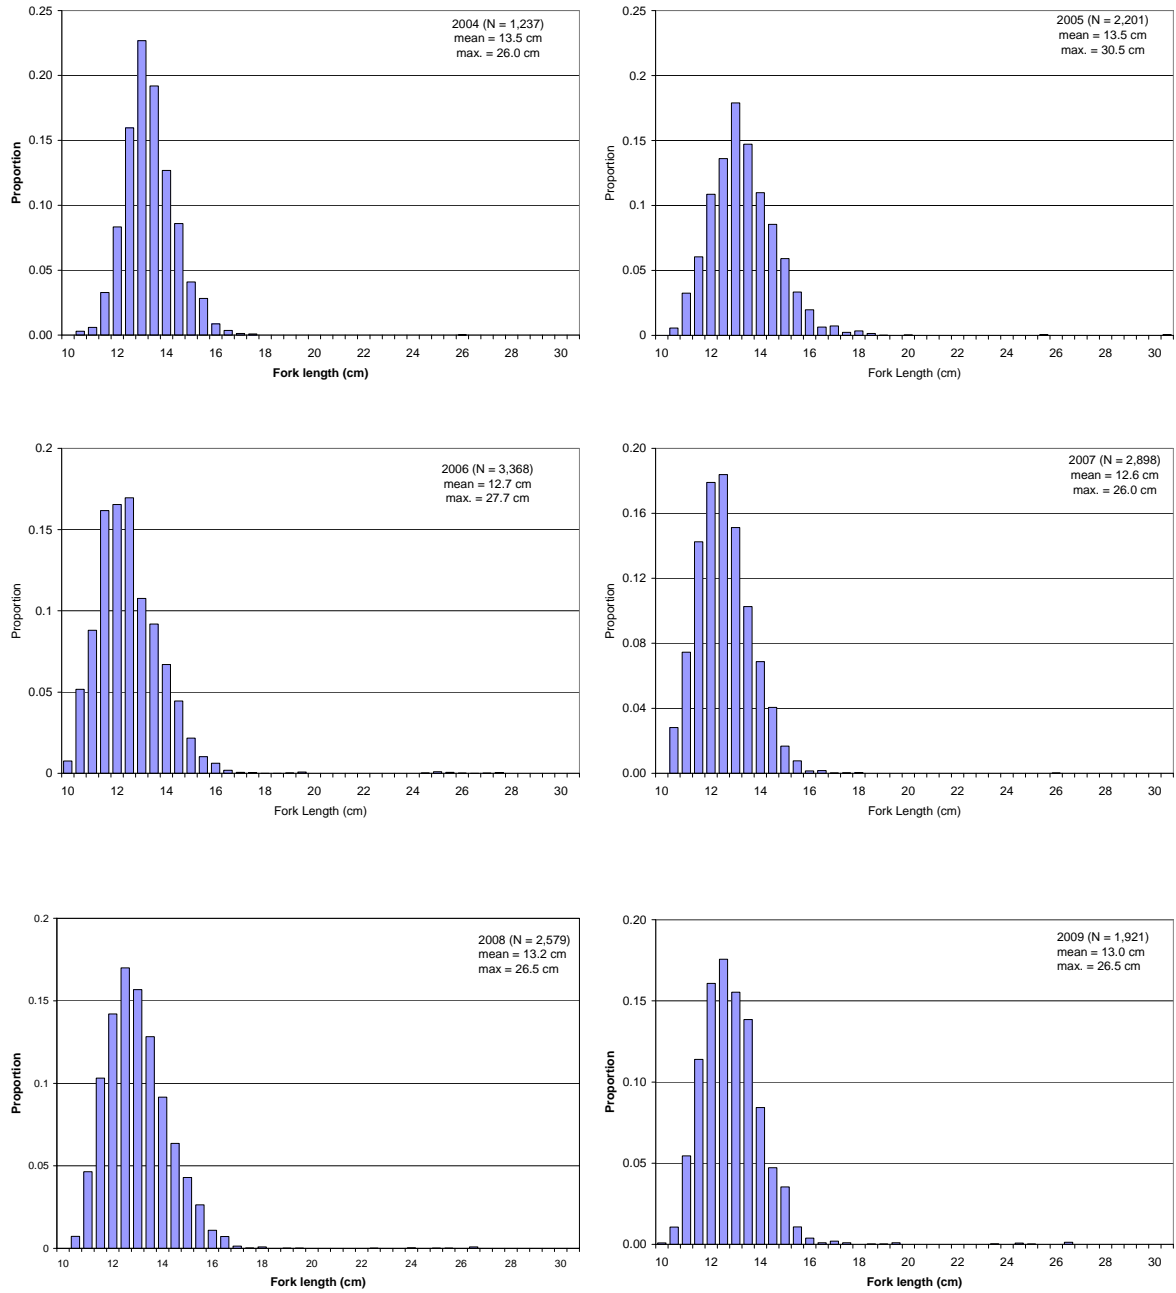 0.25
0.20
0.15
0.10
0.05
0.00
Proportion
2004 (N = 1,237)
mean = 13.5 cm
max. = 26.0 cm
10 12 14 16 18 20 22 24 26 28 30
Fork length (cm)
0.25
0.2
0.15
0.1
0.05
0
Proportion
2005 (N = 2,201)
mean = 13.5 cm
max. = 30.5 cm
10 12 14 16 18 20 22 24 26 28 30
Fork Length (cm)
0.2
0.15
0.1
0.05
0
Proportion
2006 (N = 3,368)
mean = 12.7 cm
max. = 27.7 cm
10 12 14 16 18 20 22 24 26 28 30
Fork Length (cm)
0.20
0.16
0.12
0.08
0.04
0.00
Proportion
2007 (N = 2,898)
mean = 12.6 cm
max. = 26.0 cm
10 12 14 16 18 20 22 24 26 28 30
Fork Length (cm)
0.2
0.15
0.1
0.05
0
Proportion
2008 (N = 2,579)
mean = 13.2 cm
max = 26.5 cm
10 12 14 16 18 20 22 24 26 28 30
Fork length (cm)
0.20
0.15
0.10
0.05
0.00
Proportion
2009 (N = 1,921)
mean = 13.0 cm
max. = 26.5 cm
10 12 14 16 18 20 22 24 26 28 30
Fork length (cm)